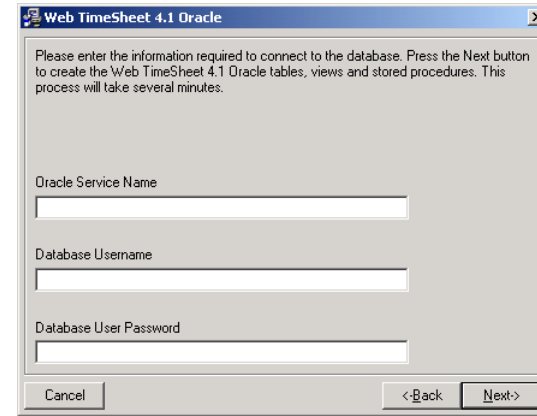 Web TimeSheet 4.1 Oracle
Please enter the information required to connect to the database. Press the Next button
to create the Web TimeSheet 4.1 Oracle tables, views and stored procedures. This
process will take several minutes.
Oracle Service Name
Database Username
Database User Password
Cancel
<-Back
Next->